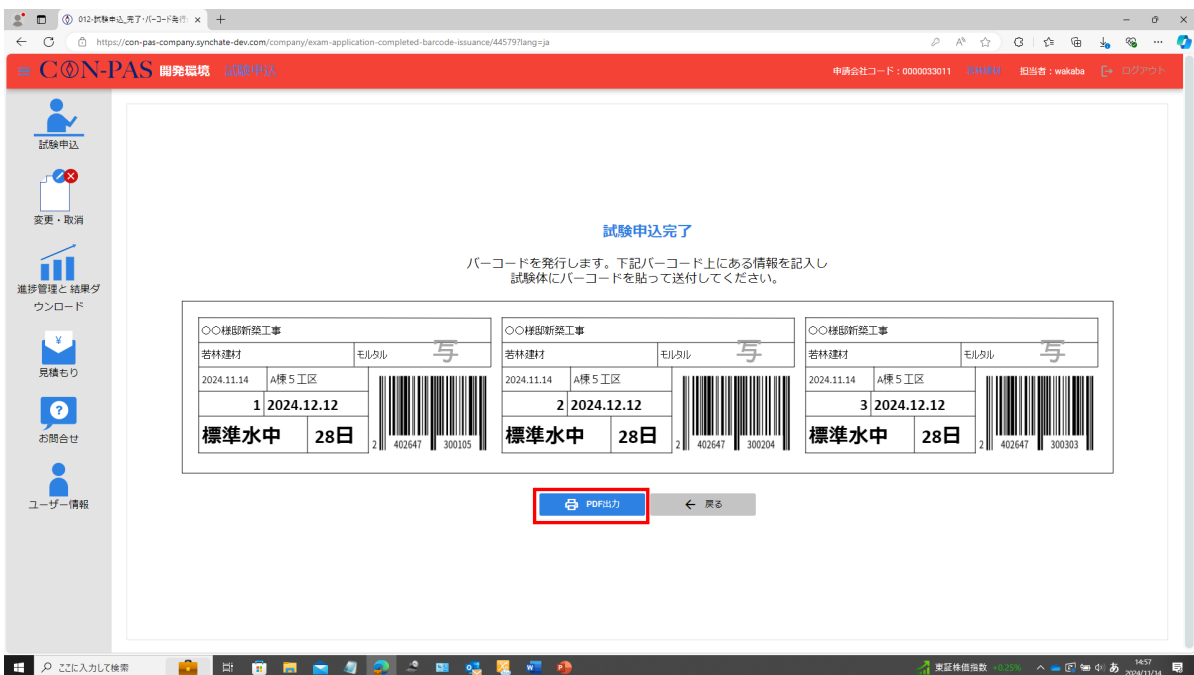 012-試験申込_完了・バーコード発行
https://con-pas-company.synchate-dev.com/company/exam-application-completed-barcode-issuance/44579?lang=ja
CON-PAS 開発環境 試験申込 申請会社コード：0000033011 担当者：wakaba ログアウト
試験申込
変更・取消
進捗管理と 結果ダ
ウンロード
見積もり
お問合せ
ユーザー情報
試験申込完了
バーコードを発行します。下記バーコード上にある情報を記入し
試験体にバーコードを貼って送付してください。
〇〇様邸新築工事
若林建材 モルタル 写
2024.11.14 A棟５工区
1 2024.12.12
標準水中 28日
2 402647 300105
〇〇様邸新築工事
若林建材 モルタル 写
2024.11.14 A棟５工区
2 2024.12.12
標準水中 28日
2 402647 300204
〇〇様邸新築工事
若林建材 モルタル 写
2024.11.14 A棟５工区
3 2024.12.12
標準水中 28日
2 402647 300303
PDF出力 戻る
ここに入力して検索
東証株価指数 +0.25%
あ
14:57
2024/11/14